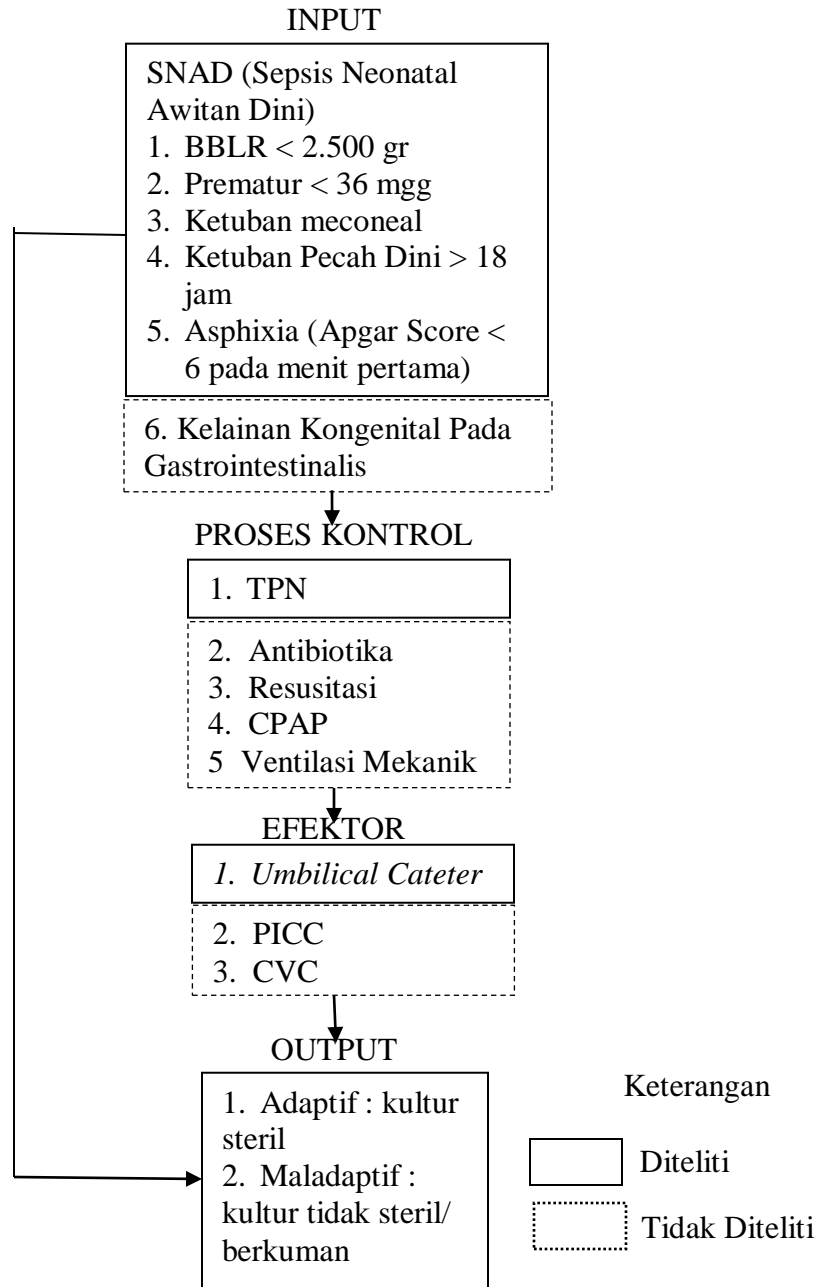 INPUT
SNAD (Sepsis Neonatal
Awitan Dini)
1. BBLR < 2.500 gr
2. Prematur < 36 mgg
3. Ketuban meconeal
4. Ketuban Pecah Dini > 18
jam
5. Asphixia (Apgar Score <
6 pada menit pertama)
6. Kelainan Kongenital Pada
Gastrointestinalis
PROSES KONTROL
1. TPN
2. Antibiotika
3. Resusitasi
4. CPAP
5 Ventilasi Mekanik
EFEKTOR
1. Umbilical Cateter
2. PICC
3. CVC
OUTPUT
1. Adaptif : kultur
steril
2. Maladaptif :
kultur tidak steril/
berkuman
Keterangan
Diteliti
Tidak Diteliti